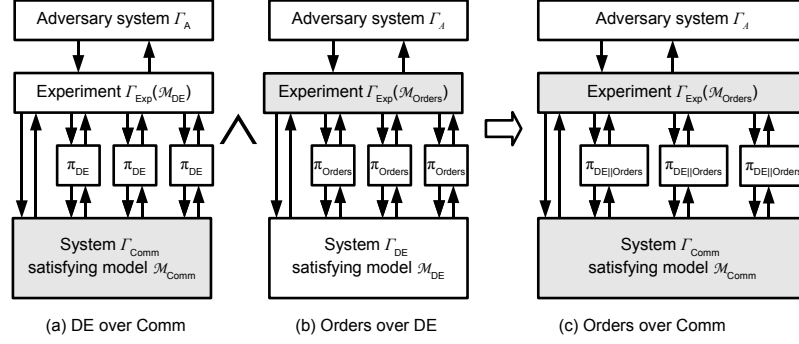 Adversary system Γ_A
Experiment Γ_Exp(ℳ_DE)
π_DE π_DE π_DE
System Γ_Comm
satisfying model ℳ_Comm
(a) DE over Comm
∧
Adversary system Γ_A
Experiment Γ_Exp(ℳ_Orders)
π_Orders π_Orders π_Orders
System Γ_DE
satisfying model ℳ_DE
(b) Orders over DE
Adversary system Γ_A
Experiment Γ_Exp(ℳ_Orders)
π_DE||Orders π_DE||Orders π_DE||Orders
System Γ_Comm
satisfying model ℳ_Comm
(c) Orders over Comm